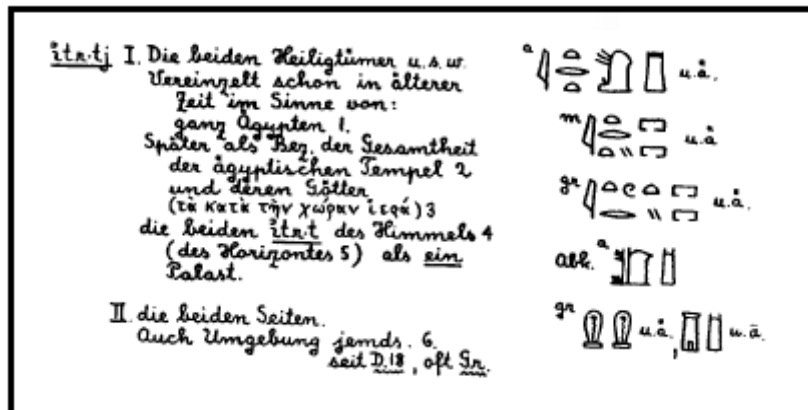 itr·tj I. Die beiden Heiligtümer u.s.w.
Vereinzelt schon in älterer
Zeit im Sinne von:
ganz Ägypten 1.
Später als Bez. der Gesamtheit
der ägyptischen Tempel 2
und deren Götter
(τὰ κατὰ τὴν χώραν ἱερά) 3
die beiden itr·t des Himmels 4
(des Horizontes 5) als ein
Palast.
II. die beiden Seiten.
Auch Umgebung jemds. 6.
seit D.18, oft Gr.
a u.ä.
m u.ä
gr u.ä.
Abk. a
gr u.ä., u.ä.